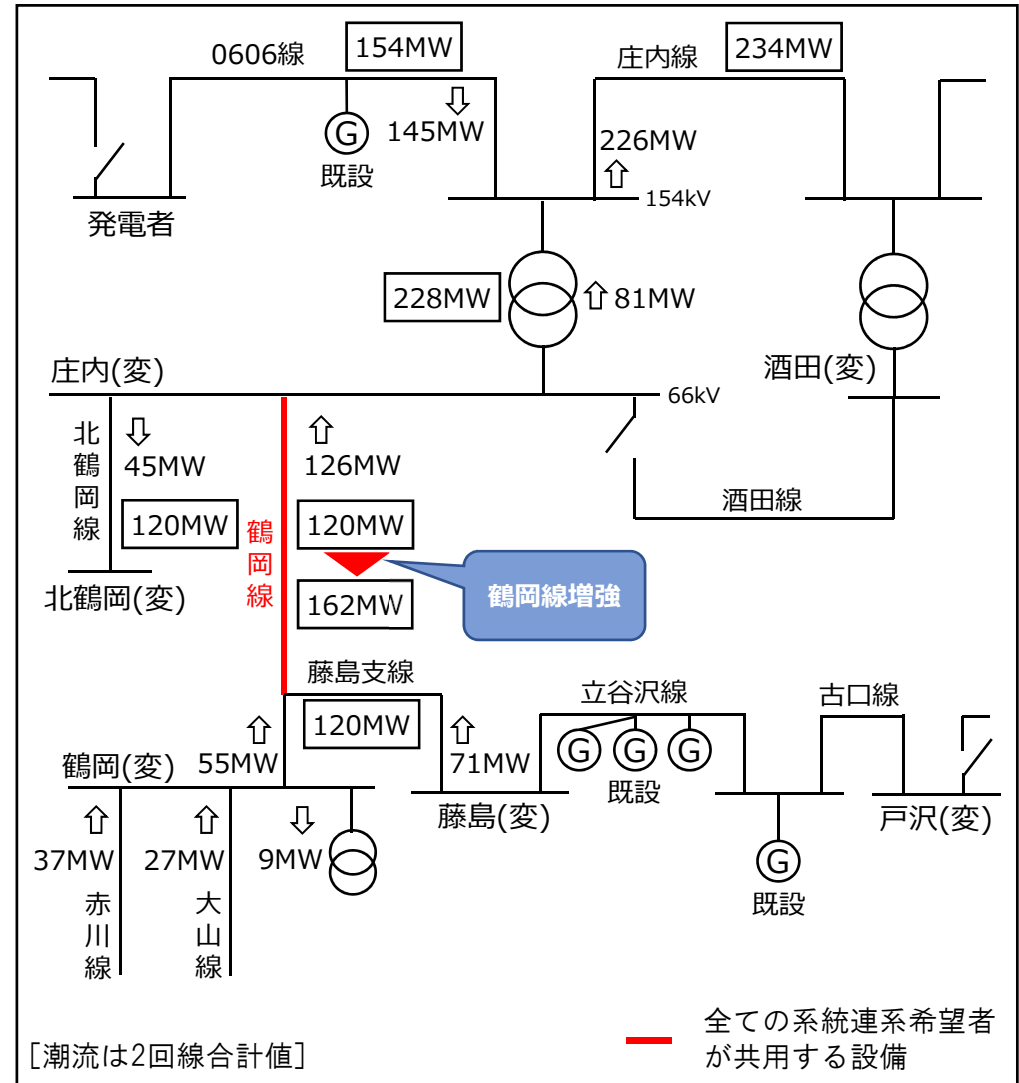 0606線
154MW
庄内線
234MW
G
既設
145MW
226MW
154kV
発電者
228MW
81MW
酒田(変)
庄内(変)
66kV
北鶴岡線
45MW
120MW
北鶴岡(変)
鶴岡線
126MW
120MW
162MW
鶴岡線増強
酒田線
藤島支線
120MW
立谷沢線
古口線
鶴岡(変)
55MW
71MW
G G G
既設
藤島(変)
戸沢(変)
37MW
27MW
9MW
G
既設
赤川線
大山線
[潮流は2回線合計値]
全ての系統連系希望者
が共用する設備